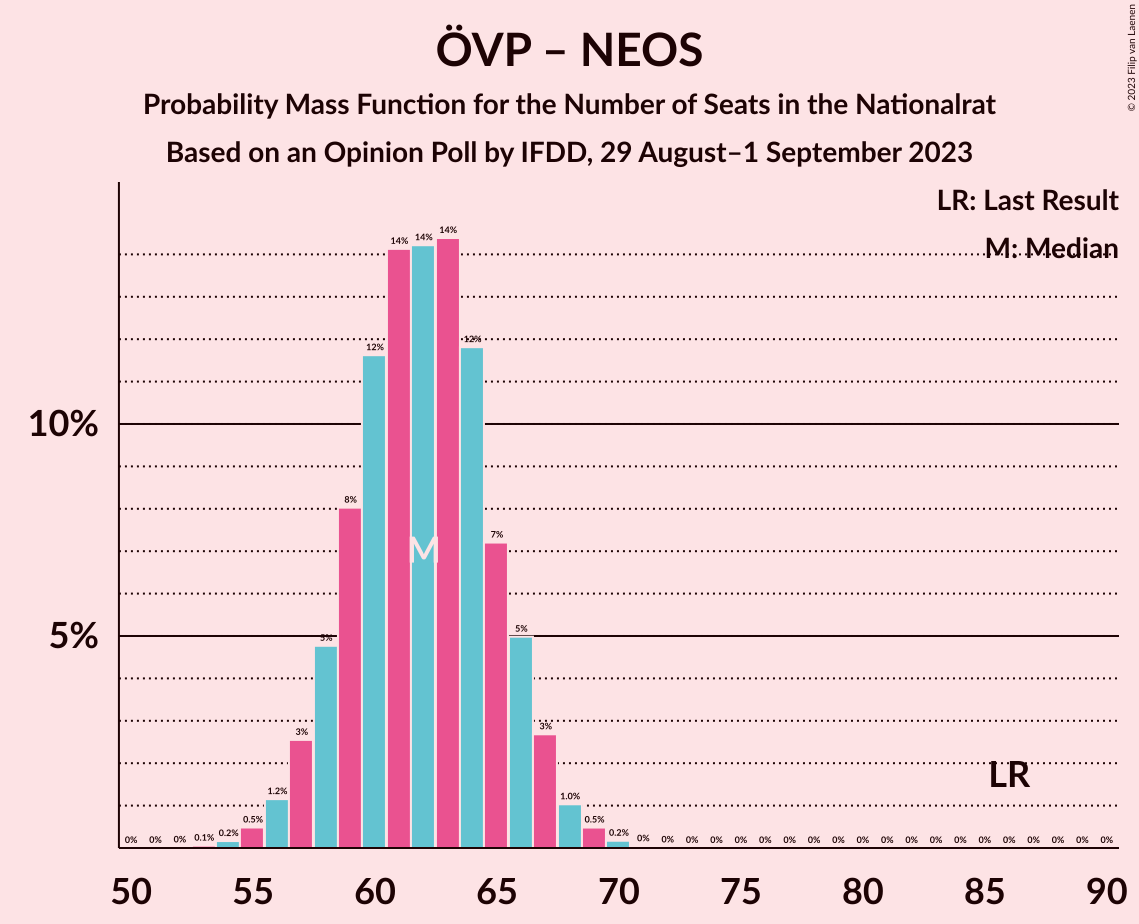 ÖVP – NEOS
Probability Mass Function for the Number of Seats in the Nationalrat
Based on an Opinion Poll by IFDD, 29 August–1 September 2023
© 2023 Filip van Laenen
LR: Last Result
M: Median
10%
5%
0% 0% 0% 0.1% 0.2% 0.5% 1.2% 3% 5% 8% 12% 14% 14% 14% 12% 7% 5% 3% 1.0% 0.5% 0.2% 0% 0% 0% 0% 0% 0% 0% 0% 0% 0% 0% 0% 0% 0% 0% 0% 0% 0% 0% 0%
M
LR
50 55 60 65 70 75 80 85 90